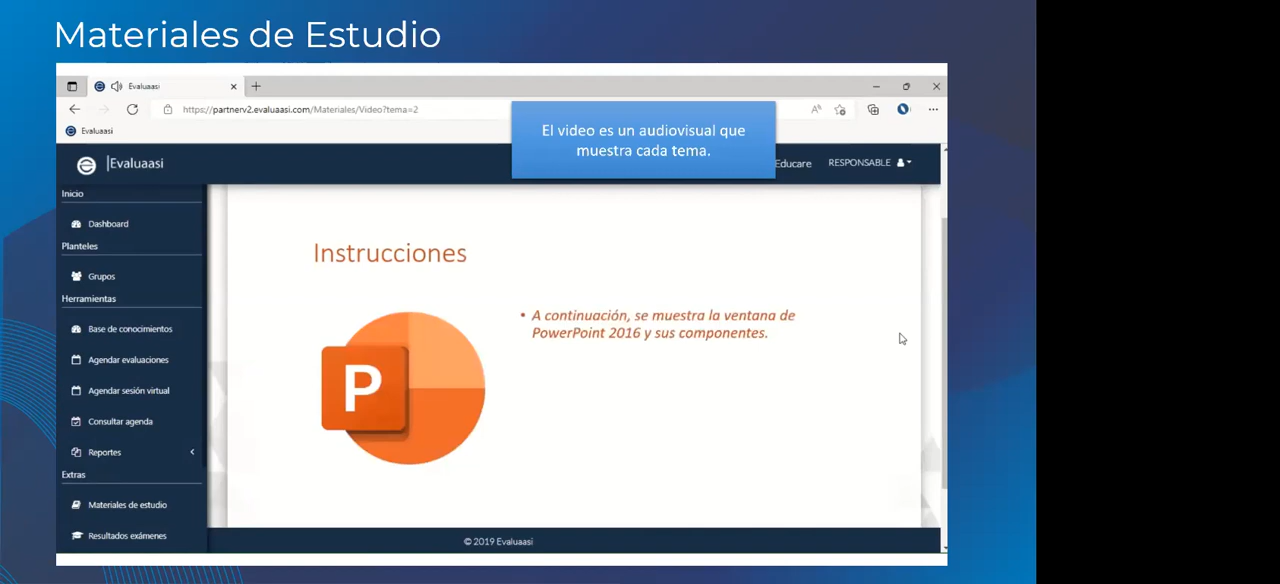 Materiales de Estudio
Evaluaasi
https://partnerv2.evaluaasi.com/Materiales/Video?tema=2
Evaluaasi
El video es un audiovisual que
muestra cada tema.
|Evaluaasi
Educare
RESPONSABLE
Inicio
Dashboard
Planteles
Grupos
Herramientas
Base de conocimientos
Agendar evaluaciones
Agendar sesión virtual
Consultar agenda
Reportes
Extras
Materiales de estudio
Resultados exámenes
Instrucciones
• A continuación, se muestra la ventana de
PowerPoint 2016 y sus componentes.
P
© 2019 Evaluaasi